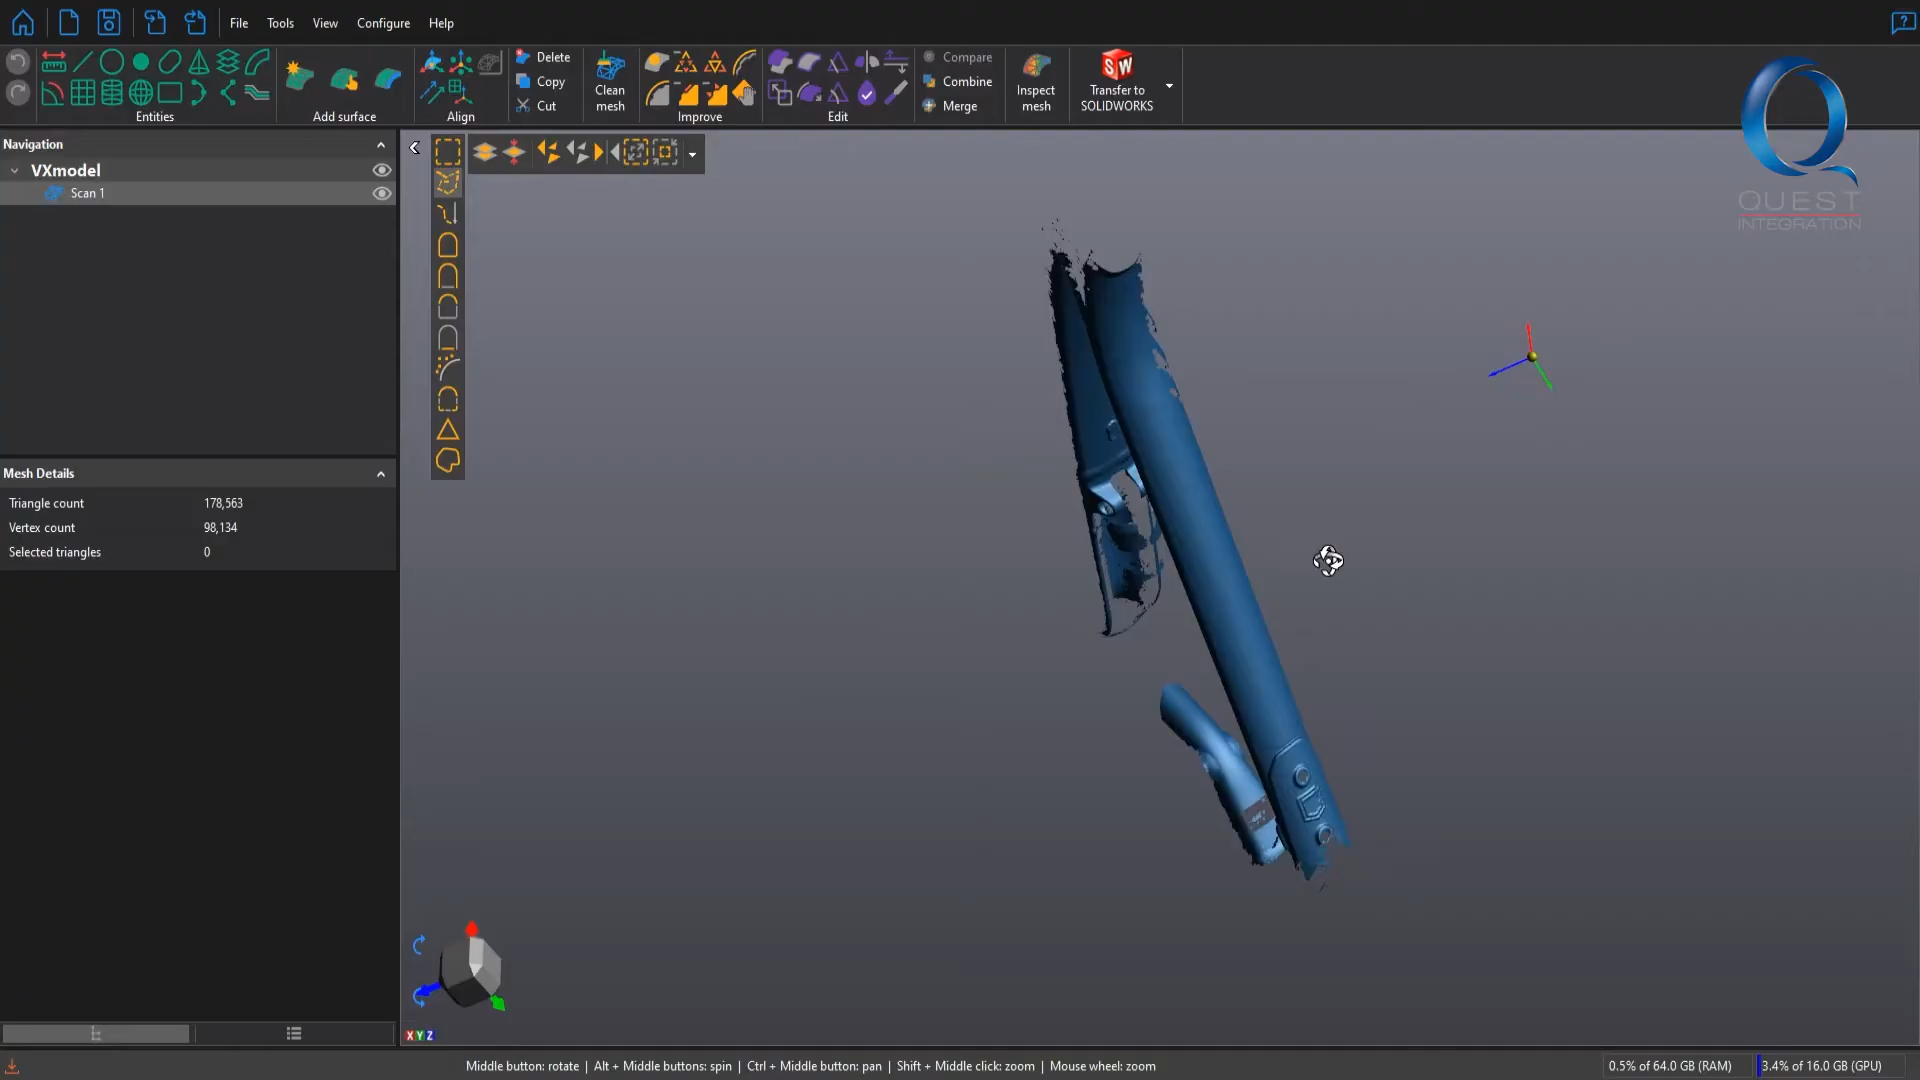 File Tools View Configure Help
Delete
Copy
Cut
Clean mesh
Compare
Combine
Merge
Inspect mesh
SW
Transfer to SOLIDWORKS
Entities
Add surface
Align
Improve
Edit
QUEST
INTEGRATION
Navigation
VXmodel
Scan 1
Mesh Details
Triangle count 178,563
Vertex count 98,134
Selected triangles 0
XYZ
Middle button: rotate | Alt + Middle buttons: spin | Ctrl + Middle button: pan | Shift + Middle click: zoom | Mouse wheel: zoom
0.5% of 64.0 GB (RAM)
3.4% of 16.0 GB (GPU)